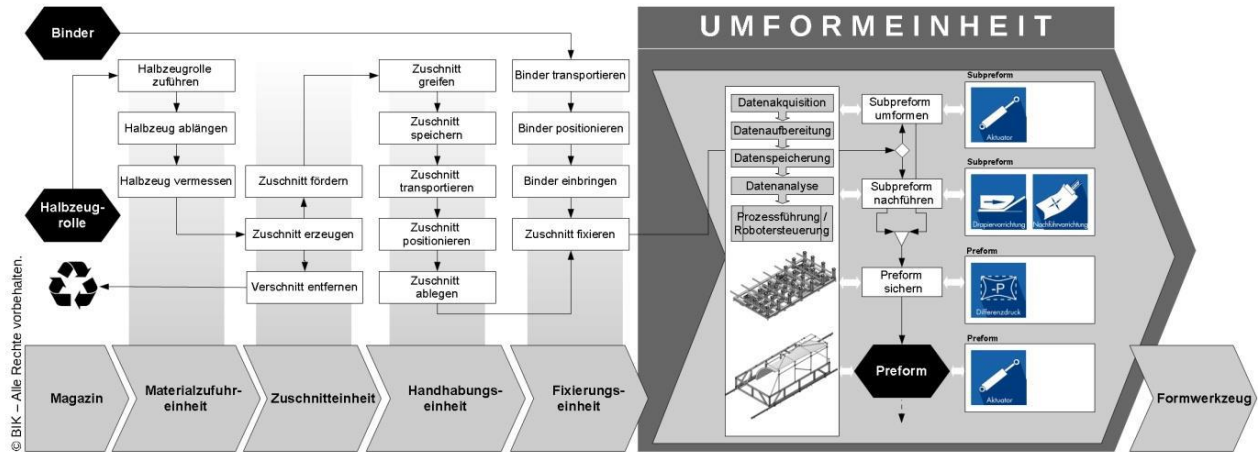 © BIK – Alle Rechte vorbehalten.
Binder
Halbzeug-
rolle
Halbzeugrolle
zuführen
Halbzeug ablängen
Halbzeug vermessen
Zuschnitt fördern
Zuschnitt erzeugen
Verschnitt entfernen
Zuschnitt
greifen
Zuschnitt
speichern
Zuschnitt
transportieren
Zuschnitt
positionieren
Zuschnitt
ablegen
Binder transportieren
Binder positionieren
Binder einbringen
Zuschnitt fixieren
UMFORMEINHEIT
Datenakquisition
Datenaufbereitung
Datenspeicherung
Datenanalyse
Prozessführung /
Robotersteuerung
Subpreform
umformen
Subpreform
nachführen
Preform
sichern
Preform
Subpreform
Aktuator
Subpreform
Drapiervorrichtung
Nachführvorrichtung
Preform
-P
Differenzdruck
Preform
Aktuator
Magazin
Materialzufuhr-
einheit
Zuschnitteinheit
Handhabungs-
einheit
Fixierungs-
einheit
Formwerkzeug